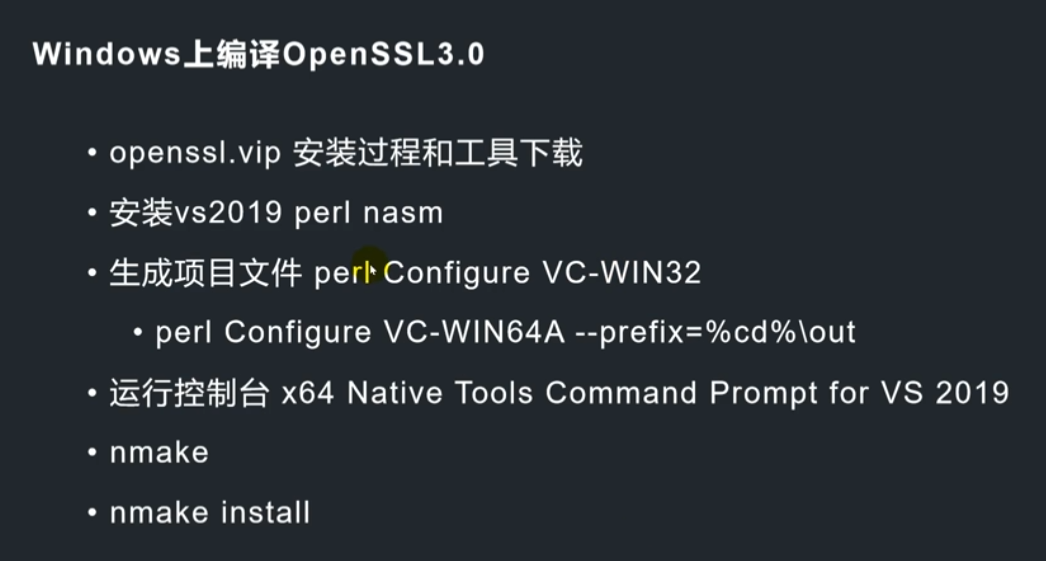 Windows上编译OpenSSL3.0
• openssl.vip 安装过程和工具下载
• 安装vs2019 perl nasm
• 生成项目文件 perl Configure VC-WIN32
• perl Configure VC-WIN64A --prefix=%cd%\out
• 运行控制台 x64 Native Tools Command Prompt for VS 2019
• nmake
• nmake install